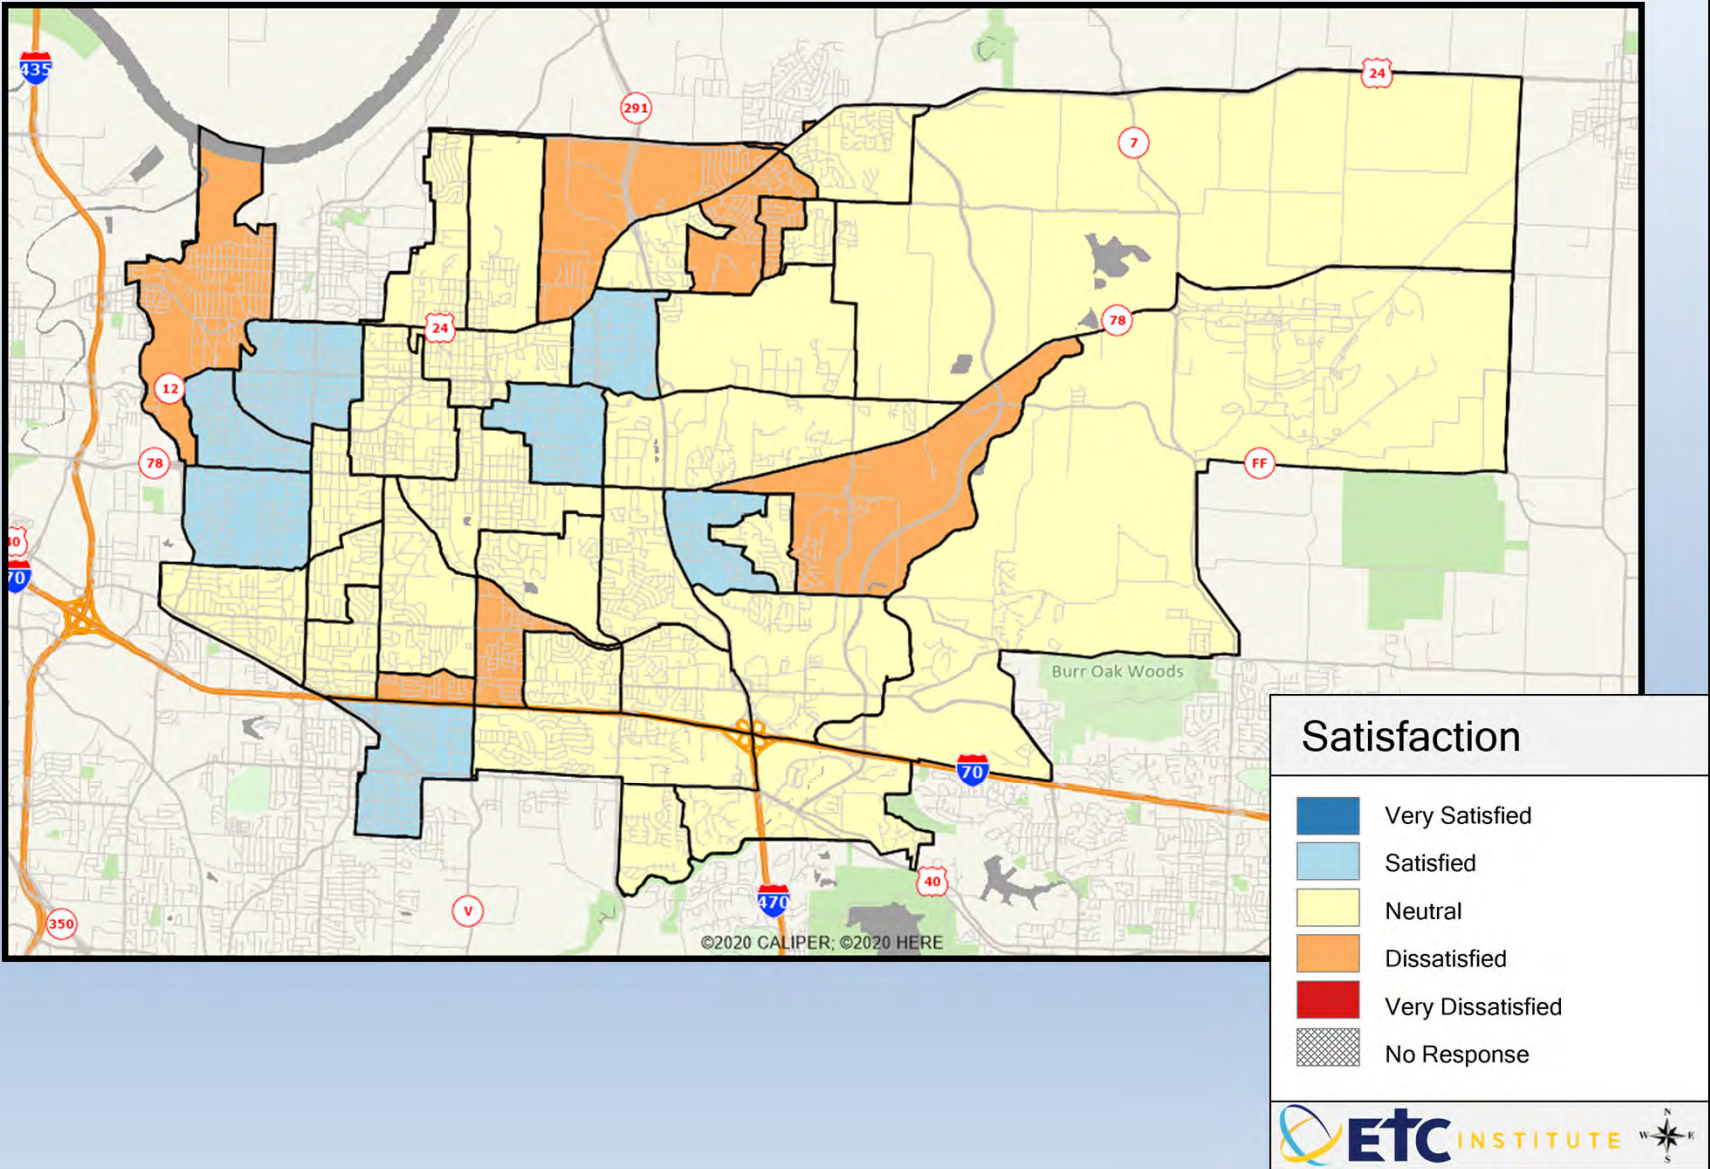 435
291
24
7
24
78
12
78
FF
40
70
Burr Oak Woods
70
40
470
V
350
©2020 CALIPER; ©2020 HERE
Satisfaction
Very Satisfied
Satisfied
Neutral
Dissatisfied
Very Dissatisfied
No Response
ETC INSTITUTE
N
W E
S